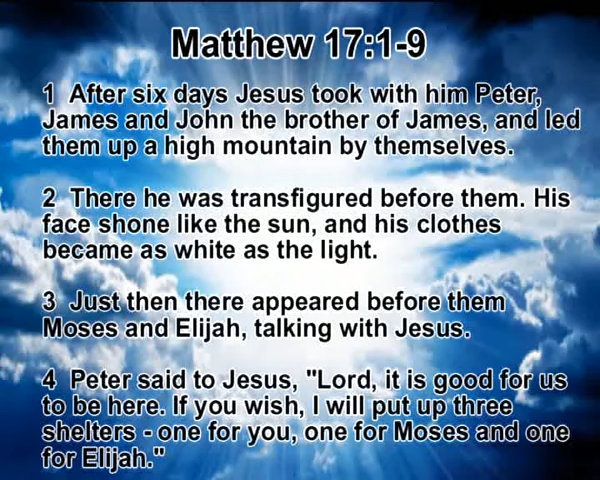 Matthew 17:1-9
1 After six days Jesus took with him Peter,
James and John the brother of James, and led
them up a high mountain by themselves.
2 There he was transfigured before them. His
face shone like the sun, and his clothes
became as white as the light.
3 Just then there appeared before them
Moses and Elijah, talking with Jesus.
4 Peter said to Jesus, "Lord, it is good for us
to be here. If you wish, I will put up three
shelters - one for you, one for Moses and one
for Elijah."